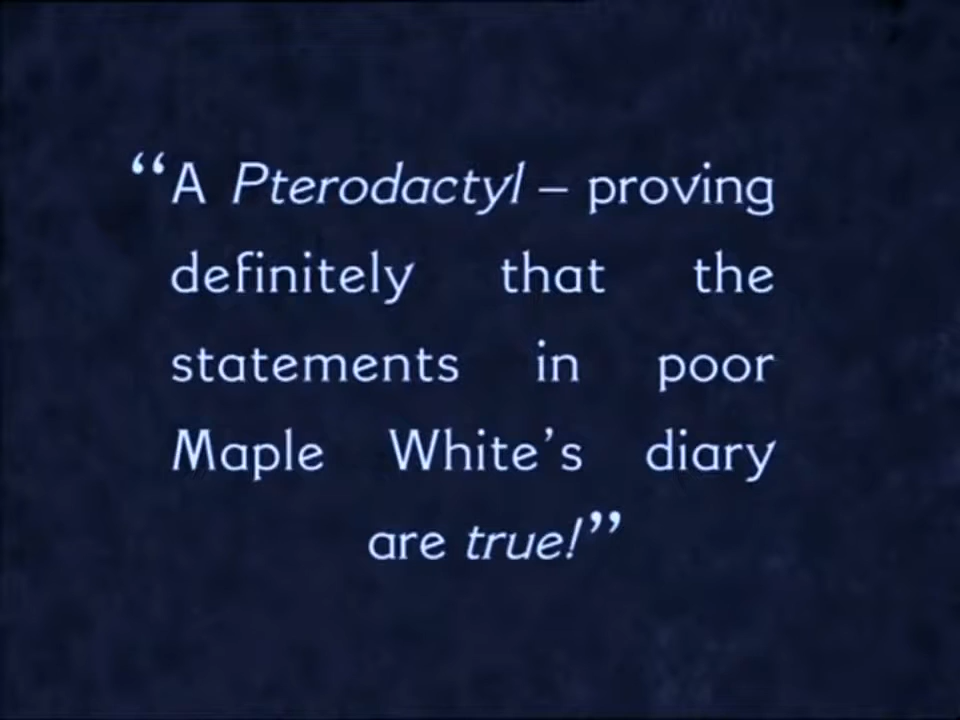 “A Pterodactyl – proving
definitely that the
statements in poor
Maple White’s diary
are true!”